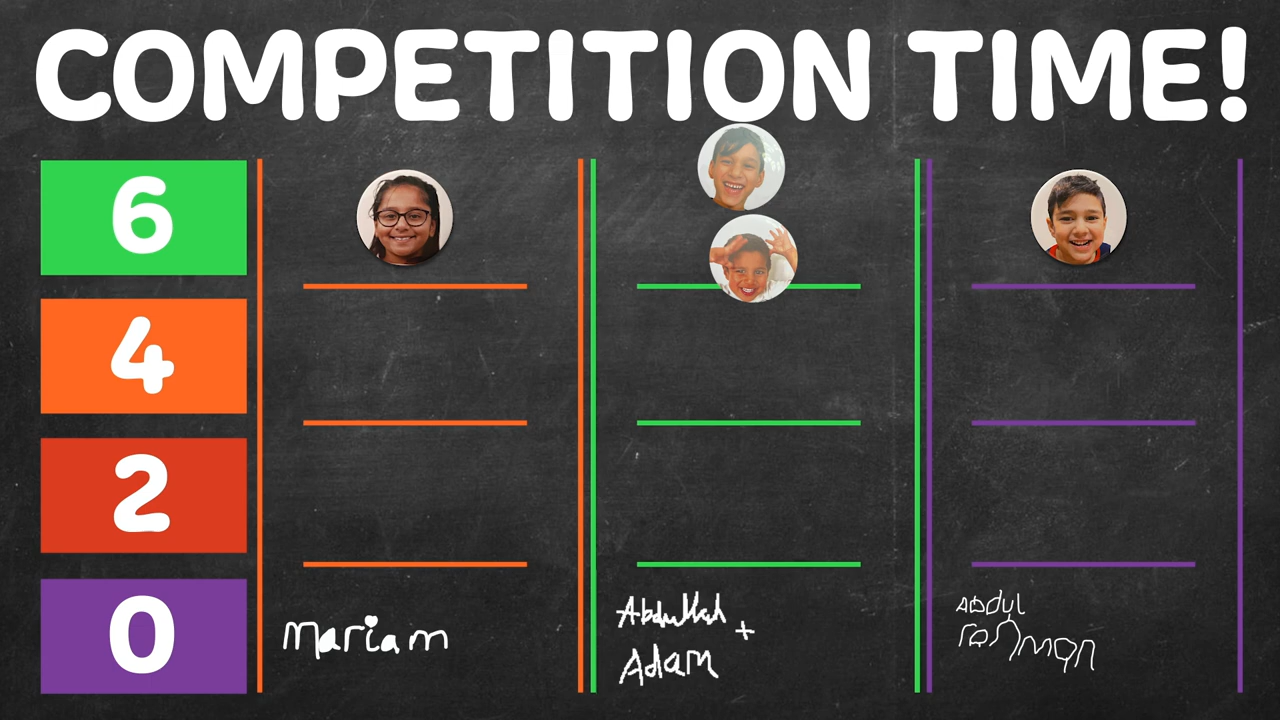 COMPETITION TIME!
6
4
2
0
Mariam
Abdullah
+
Adam
Abdul
rahman